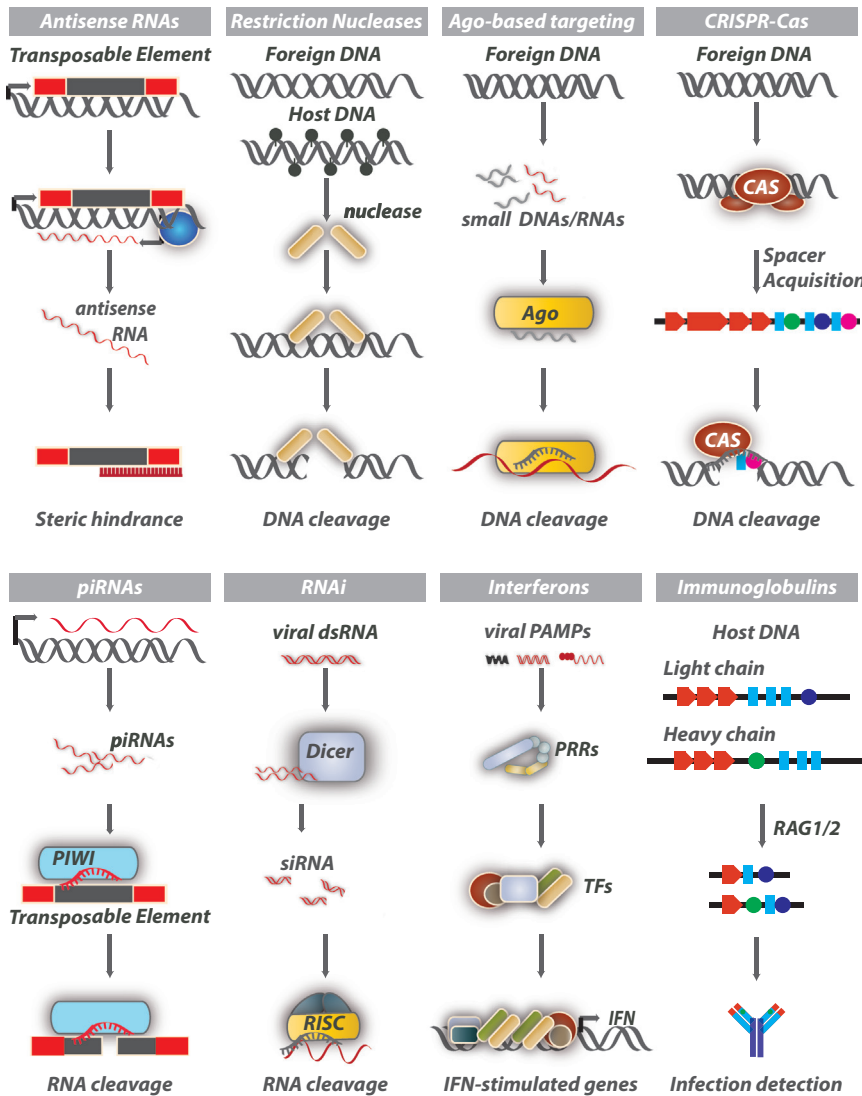 Antisense RNAs
Transposable Element
antisense
RNA
Steric hindrance
Restriction Nucleases
Foreign DNA
Host DNA
nuclease
DNA cleavage
Ago-based targeting
Foreign DNA
small DNAs/RNAs
Ago
DNA cleavage
CRISPR-Cas
Foreign DNA
CAS
Spacer
Acquisition
CAS
DNA cleavage
piRNAs
piRNAs
PIWI
Transposable Element
RNA cleavage
RNAi
viral dsRNA
Dicer
siRNA
RISC
RNA cleavage
Interferons
viral PAMPs
PRRs
TFs
IFN
IFN-stimulated genes
Immunoglobulins
Host DNA
Light chain
Heavy chain
RAG1/2
Infection detection